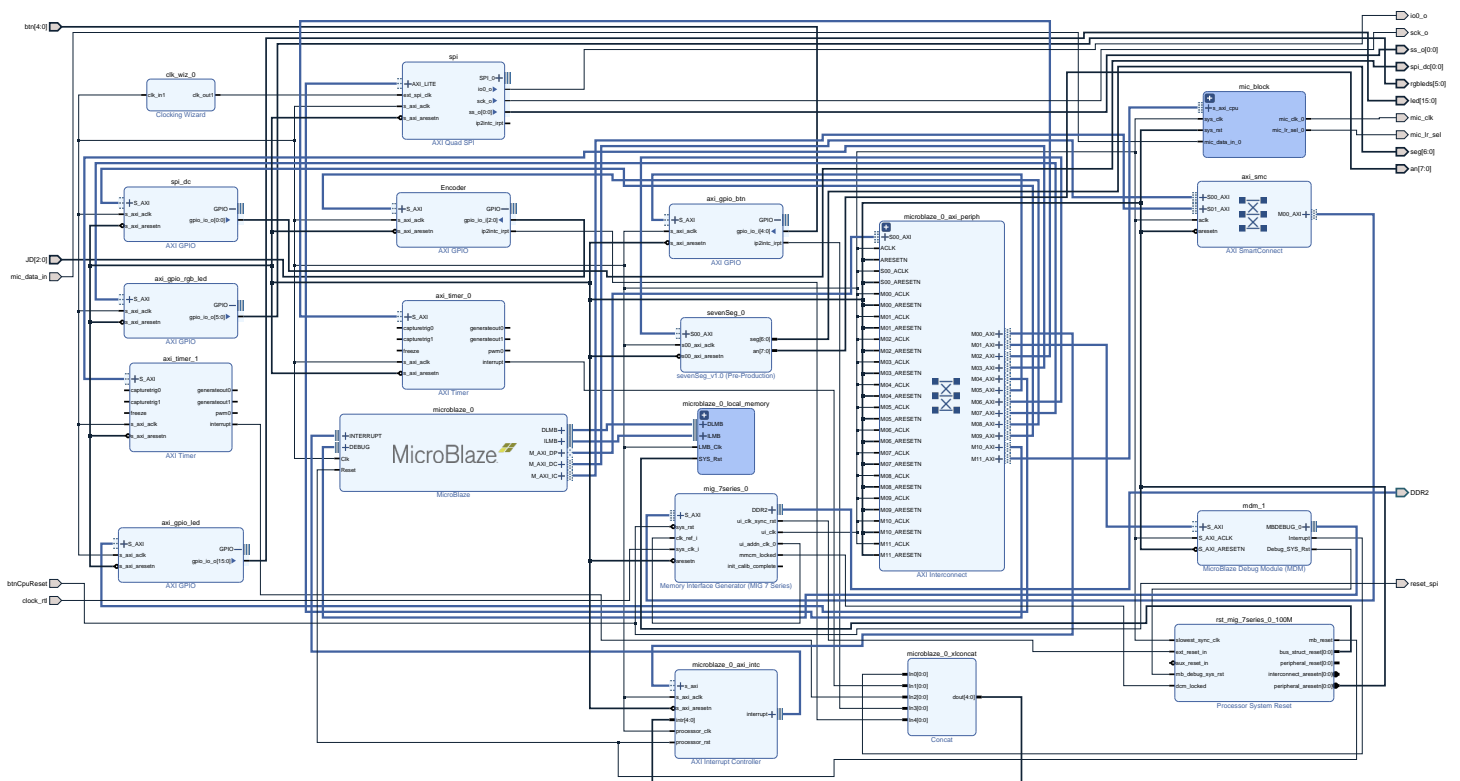 btn[4:0]
JD[2:0]
mic_data_in
btnCpuReset
clock_rtl
clk_wiz_0
clk_in1
clk_out1
Clocking Wizard
spi
AXI_LITE
ext_spi_clk
s_axi_aclk
s_axi_aresetn
SPI_0
io0_o
sck_o
ss_o[0:0]
ip2intc_irpt
AXI Quad SPI
spi_dc
S_AXI
s_axi_aclk
s_axi_aresetn
GPIO
gpio_io_o[0:0]
AXI GPIO
Encoder
S_AXI
s_axi_aclk
s_axi_aresetn
GPIO
gpio_io_i[2:0]
ip2intc_irpt
AXI GPIO
axi_gpio_btn
S_AXI
s_axi_aclk
s_axi_aresetn
GPIO
gpio_io_i[4:0]
ip2intc_irpt
AXI GPIO
axi_gpio_rgb_led
S_AXI
s_axi_aclk
s_axi_aresetn
GPIO
gpio_io_o[5:0]
AXI GPIO
axi_timer_0
S_AXI
capturetrig0
capturetrig1
freeze
s_axi_aclk
s_axi_aresetn
generateout0
generateout1
pwm0
interrupt
AXI Timer
sevenSeg_0
S00_AXI
s00_axi_aclk
s00_axi_aresetn
seg[6:0]
an[7:0]
sevenSeg_v1.0 (Pre-Production)
axi_timer_1
S_AXI
capturetrig0
capturetrig1
freeze
s_axi_aclk
s_axi_aresetn
generateout0
generateout1
pwm0
interrupt
AXI Timer
microblaze_0
INTERRUPT
DEBUG
Clk
Reset
MicroBlaze
DLMB
ILMB
M_AXI_DP
M_AXI_DC
M_AXI_IC
MicroBlaze
microblaze_0_local_memory
DLMB
ILMB
LMB_Clk
SYS_Rst
mig_7series_0
S_AXI
sys_rst
clk_ref_i
sys_clk_i
aresetn
DDR2
ui_clk_sync_rst
ui_clk
ui_addn_clk_0
mmcm_locked
init_calib_complete
Memory Interface Generator (MIG 7 Series)
axi_gpio_led
S_AXI
s_axi_aclk
s_axi_aresetn
GPIO
gpio_io_o[15:0]
AXI GPIO
microblaze_0_axi_intc
s_axi
s_axi_aclk
s_axi_aresetn
intr[4:0]
processor_clk
processor_rst
interrupt
AXI Interrupt Controller
microblaze_0_axi_periph
S00_AXI
ACLK
ARESETN
S00_ACLK
S00_ARESETN
M00_ACLK
M00_ARESETN
M01_ACLK
M01_ARESETN
M02_ACLK
M02_ARESETN
M03_ACLK
M03_ARESETN
M04_ACLK
M04_ARESETN
M05_ACLK
M05_ARESETN
M06_ACLK
M06_ARESETN
M07_ACLK
M07_ARESETN
M08_ACLK
M08_ARESETN
M09_ACLK
M09_ARESETN
M10_ACLK
M10_ARESETN
M11_ACLK
M11_ARESETN
M00_AXI
M01_AXI
M02_AXI
M03_AXI
M04_AXI
M05_AXI
M06_AXI
M07_AXI
M08_AXI
M09_AXI
M10_AXI
M11_AXI
AXI Interconnect
microblaze_0_xlconcat
In0[0:0]
In1[0:0]
In2[0:0]
In3[0:0]
In4[0:0]
dout[4:0]
Concat
mic_block
s_axi_cpu
sys_clk
sys_rst
mic_data_in_0
mic_clk_0
mic_lr_sel_0
axi_smc
S00_AXI
S01_AXI
aclk
aresetn
M00_AXI
AXI SmartConnect
mdm_1
S_AXI
S_AXI_ACLK
S_AXI_ARESETN
MBDEBUG_0
Interrupt
Debug_SYS_Rst
MicroBlaze Debug Module (MDM)
rst_mig_7series_0_100M
slowest_sync_clk
ext_reset_in
aux_reset_in
mb_debug_sys_rst
dcm_locked
mb_reset
bus_struct_reset[0:0]
peripheral_reset[0:0]
interconnect_aresetn[0:0]
peripheral_aresetn[0:0]
Processor System Reset
io0_o
sck_o
ss_o[0:0]
spi_dc[0:0]
rgbleds[5:0]
led[15:0]
mic_clk
mic_lr_sel
seg[6:0]
an[7:0]
DDR2
reset_spi